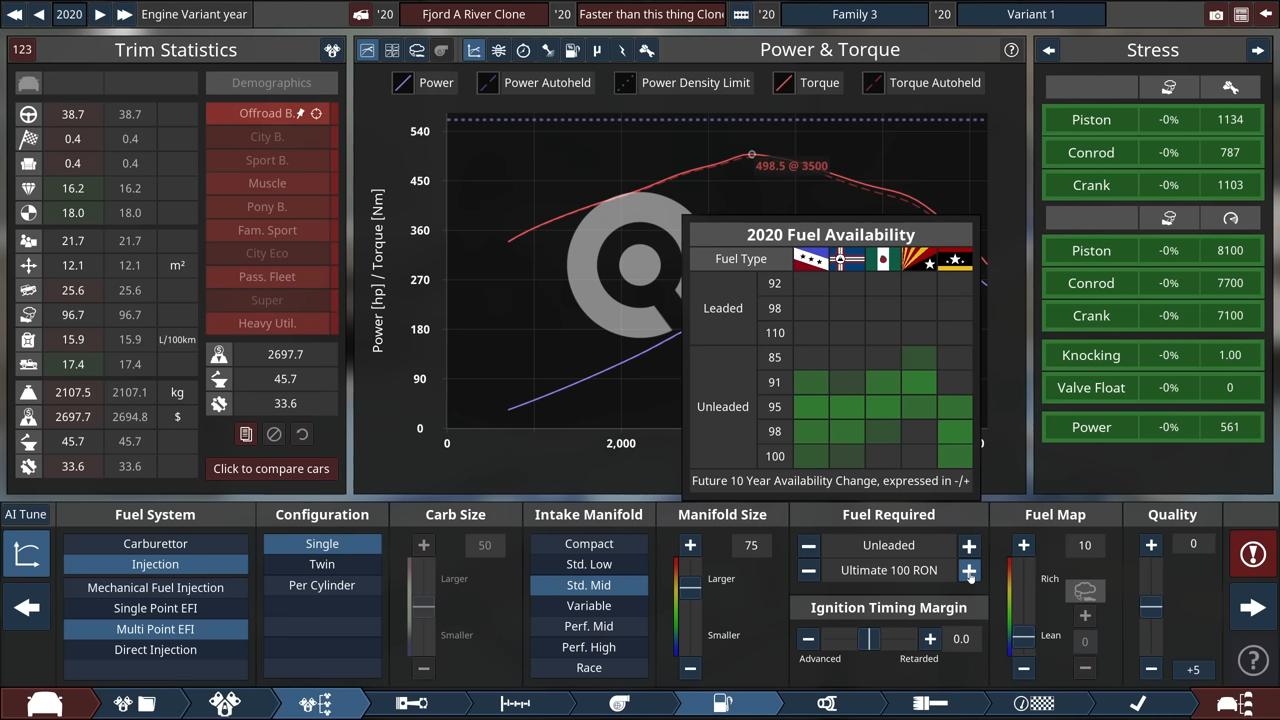 2020
Engine Variant year
'20
Fjord A River Clone
'20
Faster than this thing Clon
'20
Family 3
'20
Variant 1
123
Trim Statistics
Demographics
38.7 38.7
0.4 0.4
0.4 0.4
16.2 16.2
18.0 18.0
21.7 21.7
12.1 12.1 m²
25.6 25.6
96.7 96.7
15.9 15.9 L/100km
17.4 17.4
2107.5 2107.1 kg
2697.7 2694.8 $
45.7 45.7
33.6 33.6
Offroad B.
City B.
Sport B.
Muscle
Pony B.
Fam. Sport
City Eco
Pass. Fleet
Super
Heavy Util.
2697.7
45.7
33.6
Click to compare cars
Power & Torque
Power
Power Autoheld
Power Density Limit
Torque
Torque Autoheld
Power [hp] / Torque [Nm]
540
450
360
270
180
90
0
0
2,000
498.5 @ 3500
2020 Fuel Availability
Fuel Type
Leaded
92
98
110
Unleaded
85
91
95
98
100
Future 10 Year Availability Change, expressed in -/+
Stress
Piston -0% 1134
Conrod -0% 787
Crank -0% 1103
Piston -0% 8100
Conrod -0% 7700
Crank -0% 7100
Knocking -0% 1.00
Valve Float -0% 0
Power -0% 561
AI Tune
Fuel System
Carburettor
Injection
Mechanical Fuel Injection
Single Point EFI
Multi Point EFI
Direct Injection
Configuration
Single
Twin
Per Cylinder
Carb Size
50
Larger
Smaller
Intake Manifold
Compact
Std. Low
Std. Mid
Variable
Perf. Mid
Perf. High
Race
Manifold Size
75
Larger
Smaller
Fuel Required
Unleaded
Ultimate 100 RON
Ignition Timing Margin
0.0
Advanced
Retarded
Fuel Map
10
Rich
0
Lean
Quality
0
+5